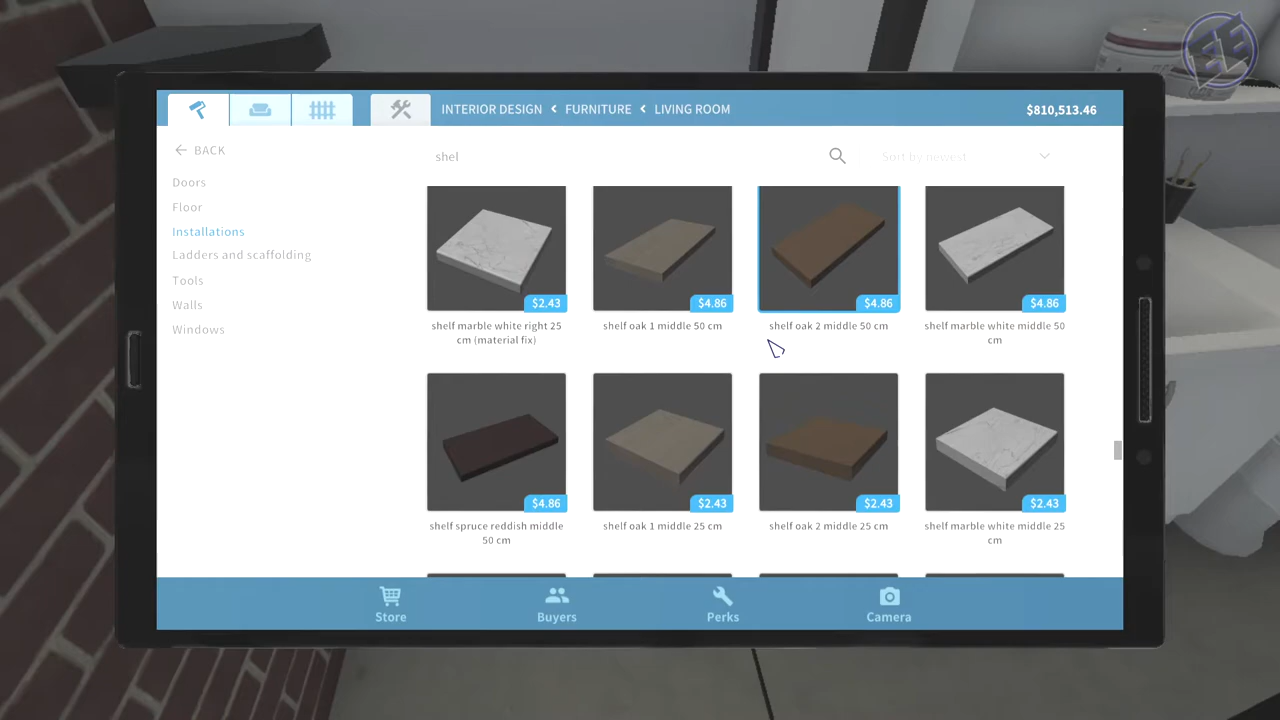 INTERIOR DESIGN < FURNITURE < LIVING ROOM
$810,513.46
BACK
Doors
Floor
Installations
Ladders and scaffolding
Tools
Walls
Windows
shel
Sort by newest
$2.43
$4.86
$4.86
$4.86
shelf marble white right 25
cm (material fix)
shelf oak 1 middle 50 cm
shelf oak 2 middle 50 cm
shelf marble white middle 50
cm
$4.86
$2.43
$2.43
$2.43
shelf spruce reddish middle
50 cm
shelf oak 1 middle 25 cm
shelf oak 2 middle 25 cm
shelf marble white middle 25
cm
Store
Buyers
Perks
Camera